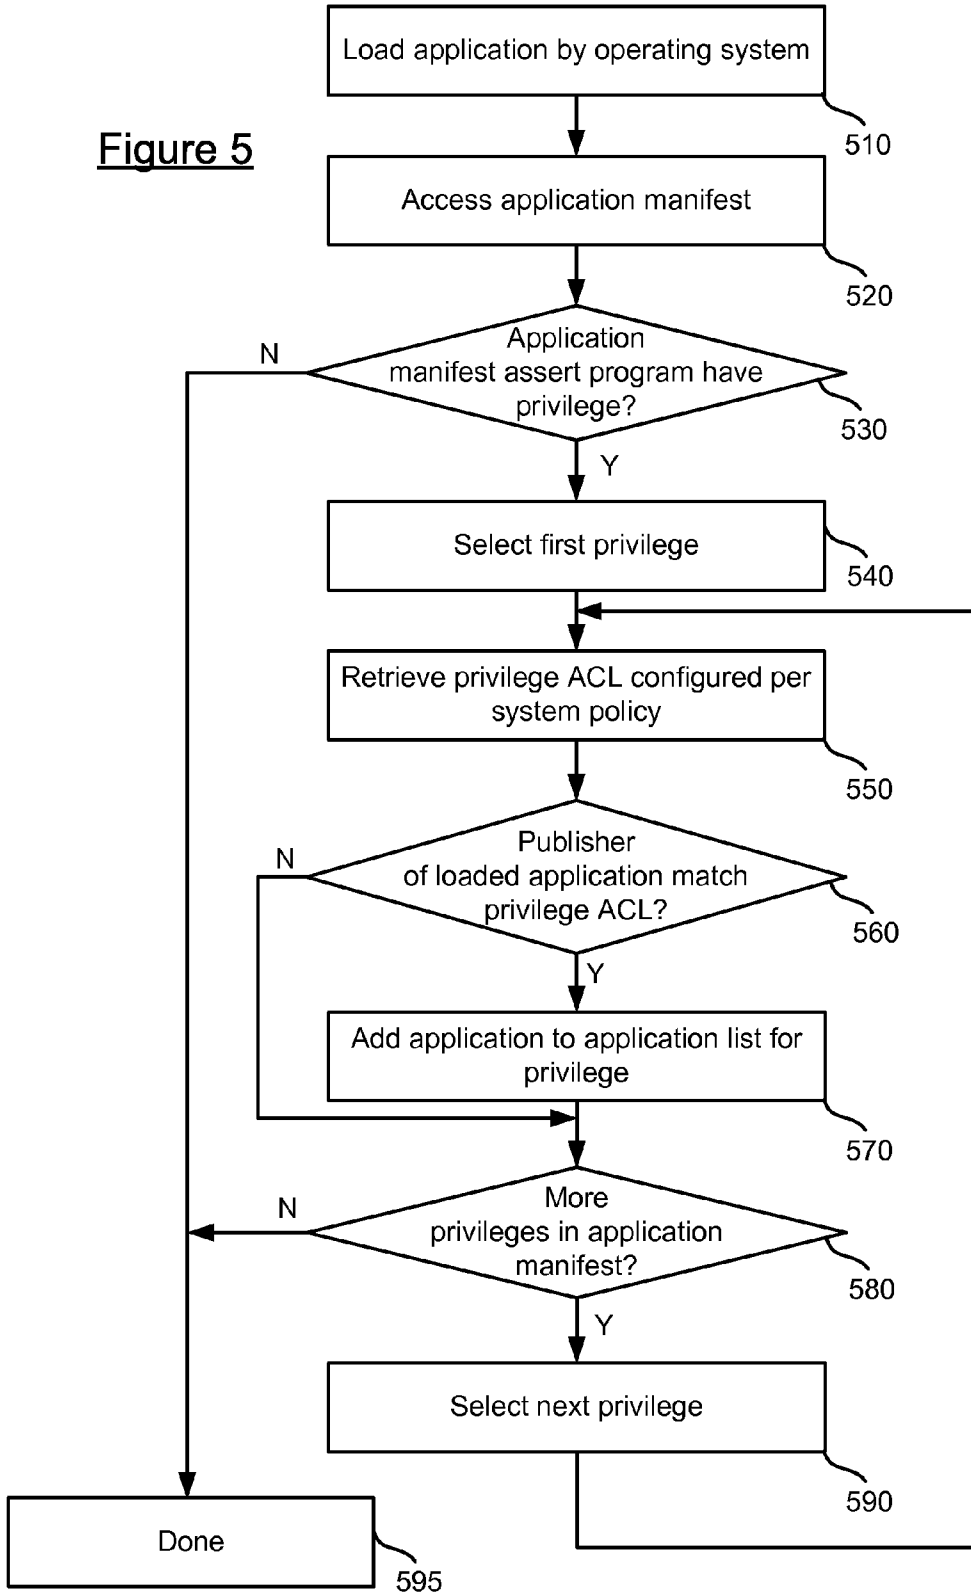 Load application by operating system
510
Figure 5
Access application manifest
520
Application
manifest assert program have
privilege?
N
530
Y
Select first privilege
540
Retrieve privilege ACL configured per
system policy
550
Publisher
of loaded application match
privilege ACL?
N
560
Y
Add application to application list for
privilege
570
More
privileges in application
manifest?
N
580
Y
Select next privilege
590
Done
595